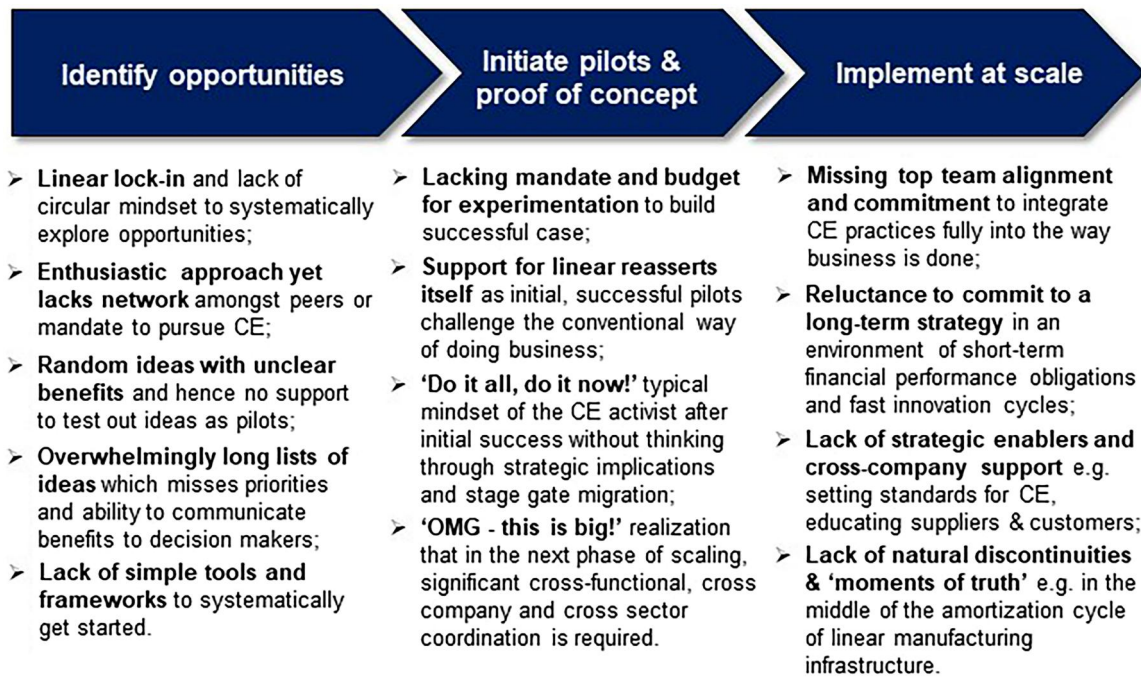 Identify opportunities
Initiate pilots &
proof of concept
Implement at scale
➢ Linear lock-in and lack of
circular mindset to systematically
explore opportunities;
➢ Enthusiastic approach yet
lacks network amongst peers or
mandate to pursue CE;
➢ Random ideas with unclear
benefits and hence no support
to test out ideas as pilots;
➢ Overwhelmingly long lists of
ideas which misses priorities
and ability to communicate
benefits to decision makers;
➢ Lack of simple tools and
frameworks to systematically
get started.
➢ Lacking mandate and budget
for experimentation to build
successful case;
➢ Support for linear reasserts
itself as initial, successful pilots
challenge the conventional way
of doing business;
➢ ‘Do it all, do it now!’ typical
mindset of the CE activist after
initial success without thinking
through strategic implications
and stage gate migration;
➢ ‘OMG - this is big!’ realization
that in the next phase of scaling,
significant cross-functional, cross
company and cross sector
coordination is required.
➢ Missing top team alignment
and commitment to integrate
CE practices fully into the way
business is done;
➢ Reluctance to commit to a
long-term strategy in an
environment of short-term
financial performance obligations
and fast innovation cycles;
➢ Lack of strategic enablers and
cross-company support e.g.
setting standards for CE,
educating suppliers & customers;
➢ Lack of natural discontinuities
& ‘moments of truth’ e.g. in the
middle of the amortization cycle
of linear manufacturing
infrastructure.